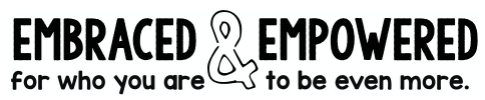 EMBRACED & EMPOWERED
for who you are to be even more.